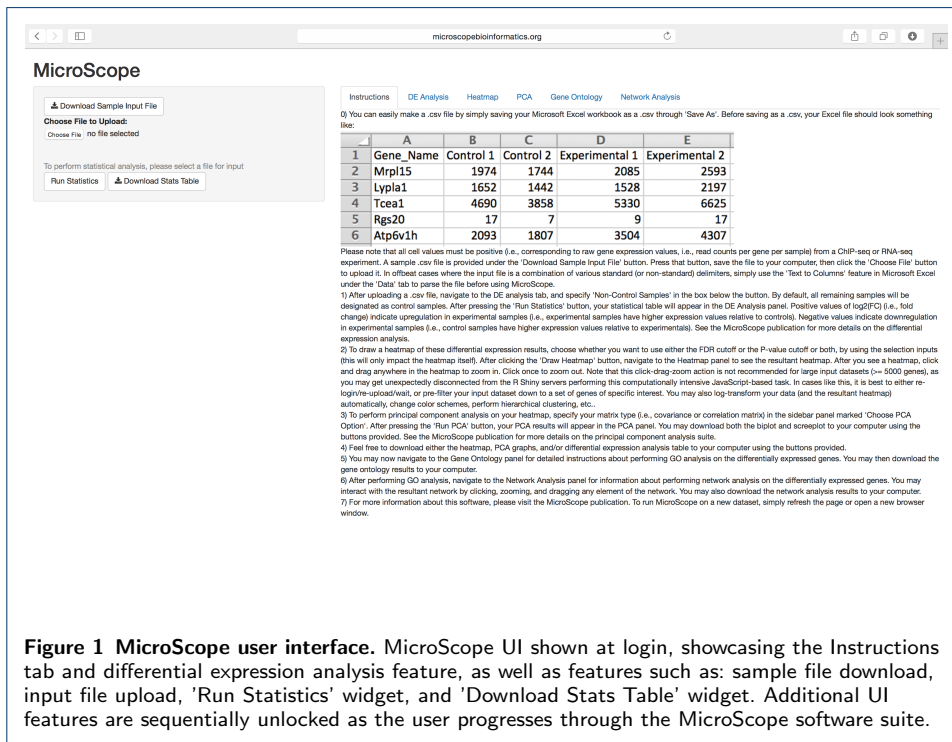 microscopebioinformatics.org
MicroScope
Download Sample Input File
Choose File to Upload:
Choose File no file selected
To perform statistical analysis, please select a file for input
Run Statistics Download Stats Table
Instructions DE Analysis Heatmap PCA Gene Ontology Network Analysis
0) You can easily make a .csv file by simply saving your Microsoft Excel workbook as a .csv through 'Save As'. Before saving as a .csv, your Excel file should look something
like:
A B C D E
1 Gene_Name Control 1 Control 2 Experimental 1 Experimental 2
2 Mrpl15 1974 1744 2085 2593
3 Lypla1 1652 1442 1528 2197
4 Tcea1 4690 3858 5330 6625
5 Rgs20 17 7 9 17
6 Atp6v1h 2093 1807 3504 4307
Please note that all cell values must be positive (i.e., corresponding to raw gene expression values, i.e., read counts per gene per sample) from a ChIP-seq or RNA-seq
experiment. A sample .csv file is provided under the 'Download Sample Input File' button. Press that button, save the file to your computer, then click the 'Choose File' button
to upload it. In offbeat cases where the input file is a combination of various standard (or non-standard) delimiters, simply use the 'Text to Columns' feature in Microsoft Excel
under the 'Data' tab to parse the file before using MicroScope.
1) After uploading a .csv file, navigate to the DE analysis tab, and specify 'Non-Control Samples' in the box below the button. By default, all remaining samples will be
designated as control samples. After pressing the 'Run Statistics' button, your statistical table will appear in the DE Analysis panel. Positive values of log2(FC) (i.e., fold
change) indicate upregulation in experimental samples (i.e., experimental samples have higher expression values relative to controls). Negative values indicate downregulation
in experimental samples (i.e., control samples have higher expression values relative to experimentals). See the MicroScope publication for more details on the differential
expression analysis.
2) To draw a heatmap of these differential expression results, choose whether you want to use either the FDR cutoff or the P-value cutoff or both, by using the selection inputs
(this will only impact the heatmap itself). After clicking the 'Draw Heatmap' button, navigate to the Heatmap panel to see the resultant heatmap. After you see a heatmap, click
and drag anywhere in the heatmap to zoom in. Click once to zoom out. Note that this click-drag-zoom action is not recommended for large input datasets (>= 5000 genes), as
you may get unexpectedly disconnected from the R Shiny servers performing this computationally intensive JavaScript-based task. In cases like this, it is best to either re-
login/re-upload/wait, or pre-filter your input dataset down to a set of genes of specific interest. You may also log-transform your data (and the resultant heatmap)
automatically, change color schemes, perform hierarchical clustering, etc..
3) To perform principal component analysis on your heatmap, specify your matrix type (i.e., covariance or correlation matrix) in the sidebar panel marked 'Choose PCA
Option'. After pressing the 'Run PCA' button, your PCA results will appear in the PCA panel. You may download both the biplot and screeplot to your computer using the
buttons provided. See the MicroScope publication for more details on the principal component analysis suite.
4) Feel free to download either the heatmap, PCA graphs, and/or differential expression analysis table to your computer using the buttons provided.
5) You may now navigate to the Gene Ontology panel for detailed instructions about performing GO analysis on the differentially expressed genes. You may then download the
gene ontology results to your computer.
6) After performing GO analysis, navigate to the Network Analysis panel for information about performing network analysis on the differentially expressed genes. You may
interact with the resultant network by clicking, zooming, and dragging any element of the network. You may also download the network analysis results to your computer.
7) For more information about this software, please visit the MicroScope publication. To run MicroScope on a new dataset, simply refresh the page or open a new browser
window.
Figure 1 MicroScope user interface. MicroScope UI shown at login, showcasing the Instructions
tab and differential expression analysis feature, as well as features such as: sample file download,
input file upload, 'Run Statistics' widget, and 'Download Stats Table' widget. Additional UI
features are sequentially unlocked as the user progresses through the MicroScope software suite.